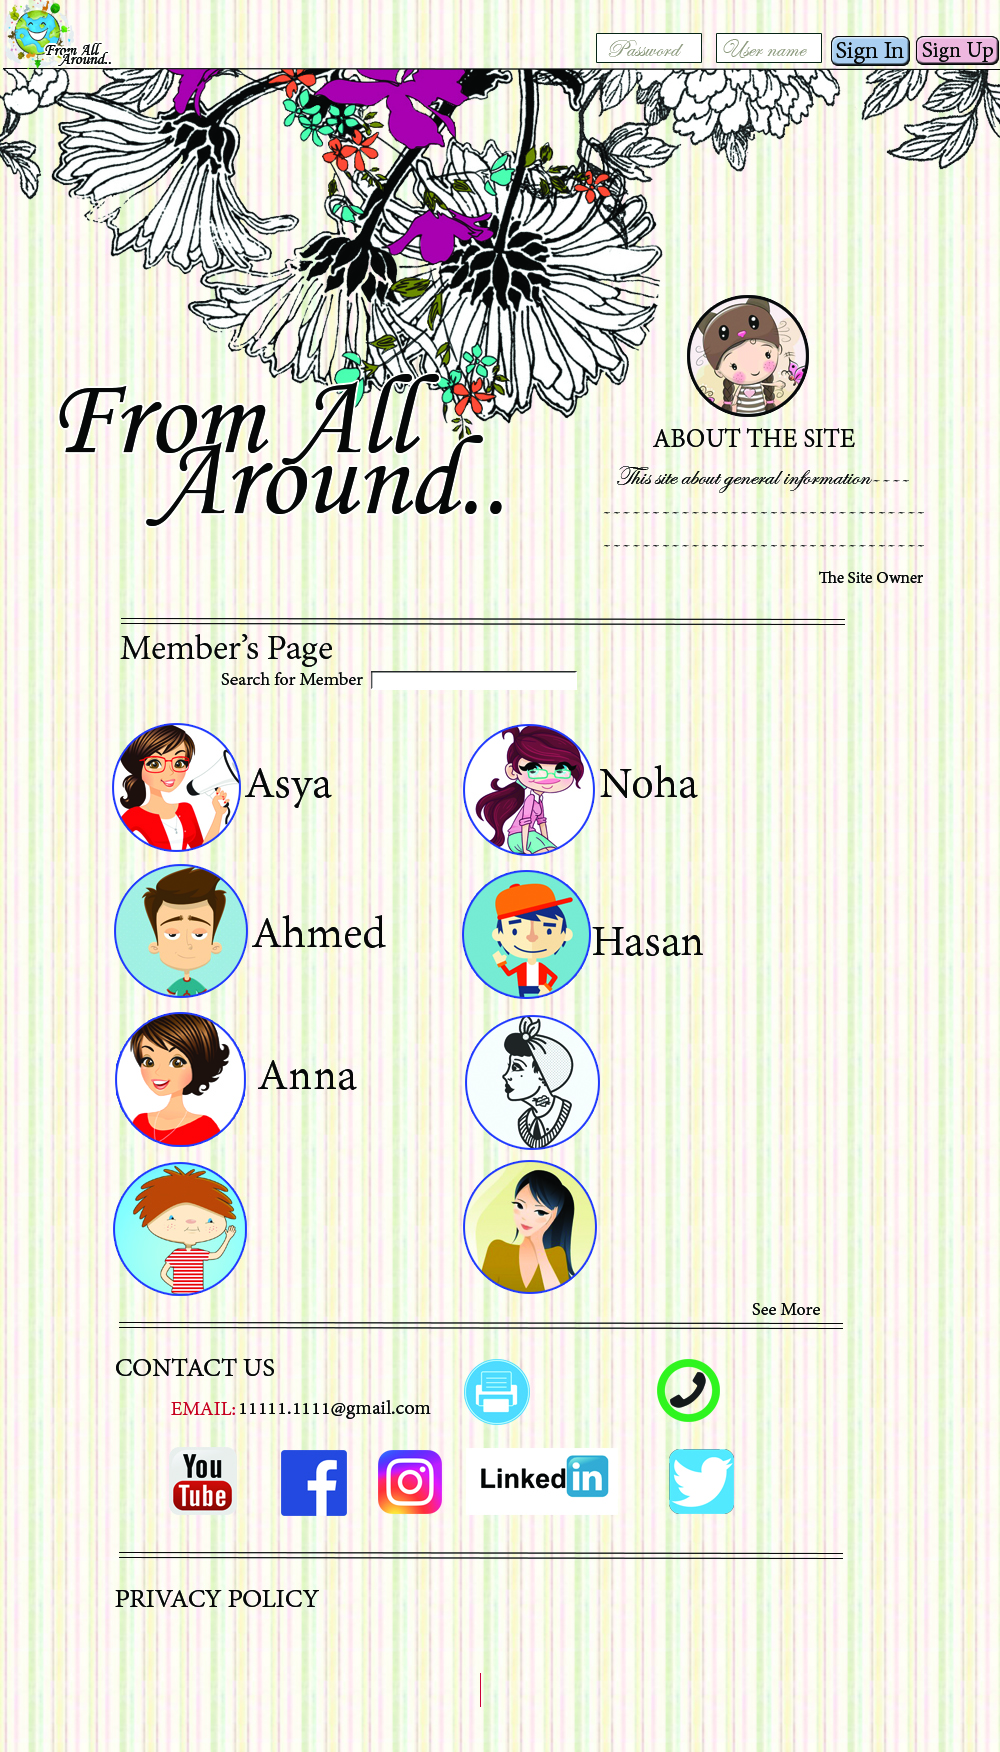 From All
Around..
Password
User name
Sign In
Sign Up
From All
Around..
ABOUT THE SITE
This site about general information----
--------------------------------
--------------------------------
The Site Owner
Member's Page
Search for Member
Asya
Noha
Ahmed
Hasan
Anna
See More
CONTACT US
EMAIL: 11111.1111@gmail.com
You
Tube
f
Linkedin
PRIVACY POLICY